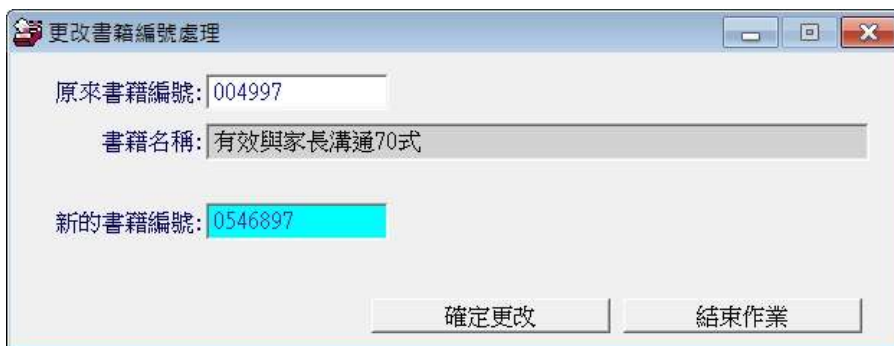 更改書籍編號處理
原來書籍編號: 004997
書籍名稱: 有效與家長溝通70式
新的書籍編號: 0546897
確定更改 結束作業